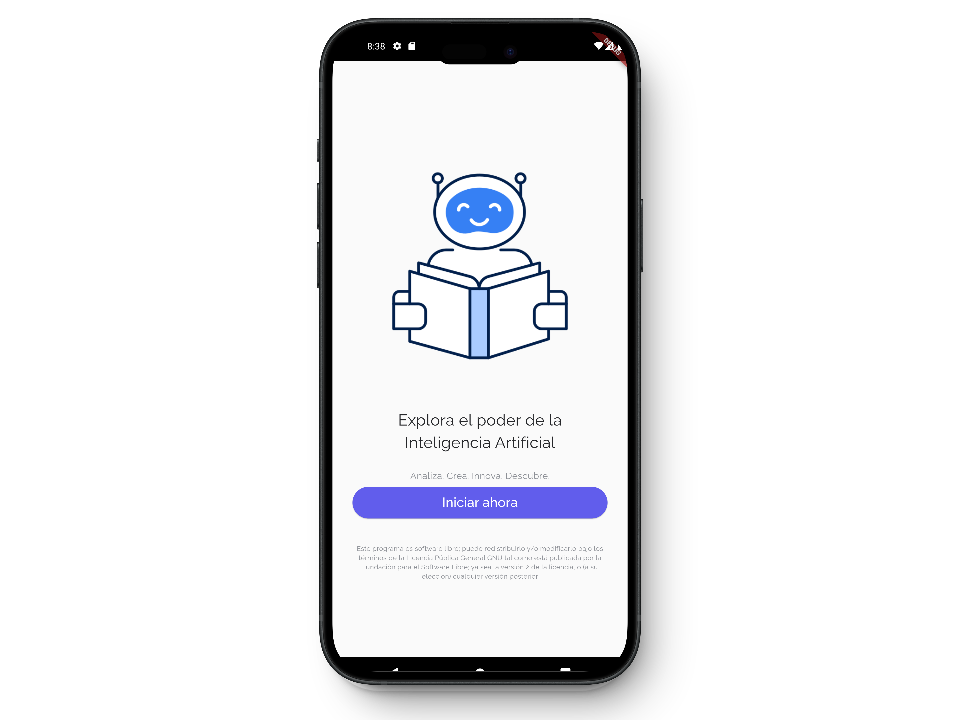 8:38
DEBUG
Explora el poder de la
Inteligencia Artificial
Analiza. Crea. Innova. Descubre.
Iniciar ahora
Este programa es software libre; puede redistribuirlo y/o modificarlo bajo los
términos de la Licencia Pública General GNU tal como está publicada por la
Fundación para el Software Libre; ya sea la versión 2 de la licencia, o (a su
elección) cualquier versión posterior.